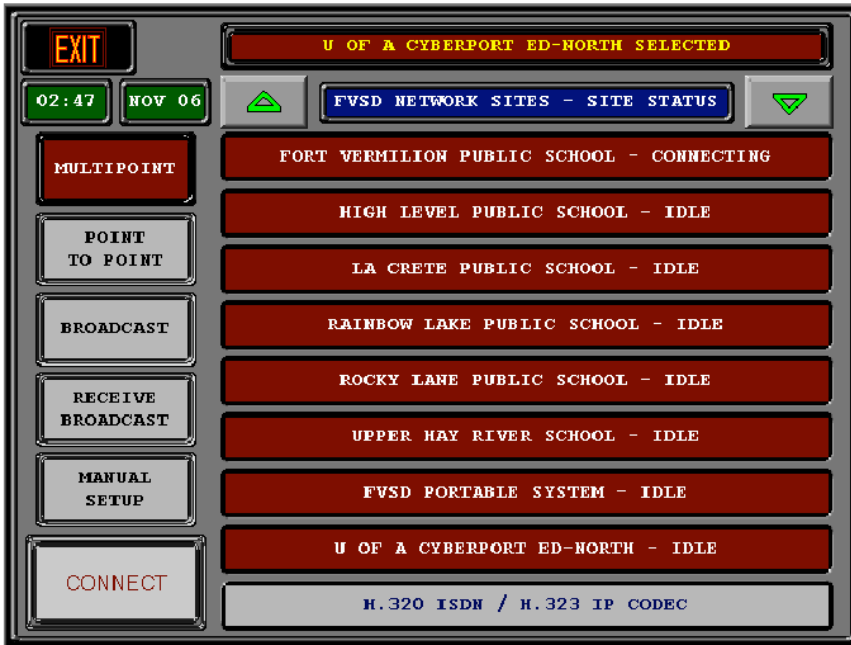 EXIT
U OF A CYBERPORT ED-NORTH SELECTED
02:47
NOV 06
FVSD NETWORK SITES - SITE STATUS
MULTIPOINT
POINT
TO POINT
BROADCAST
RECEIVE
BROADCAST
MANUAL
SETUP
CONNECT
FORT VERMILION PUBLIC SCHOOL - CONNECTING
HIGH LEVEL PUBLIC SCHOOL - IDLE
LA CRETE PUBLIC SCHOOL - IDLE
RAINBOW LAKE PUBLIC SCHOOL - IDLE
ROCKY LANE PUBLIC SCHOOL - IDLE
UPPER HAY RIVER SCHOOL - IDLE
FVSD PORTABLE SYSTEM - IDLE
U OF A CYBERPORT ED-NORTH - IDLE
H.320 ISDN / H.323 IP CODEC